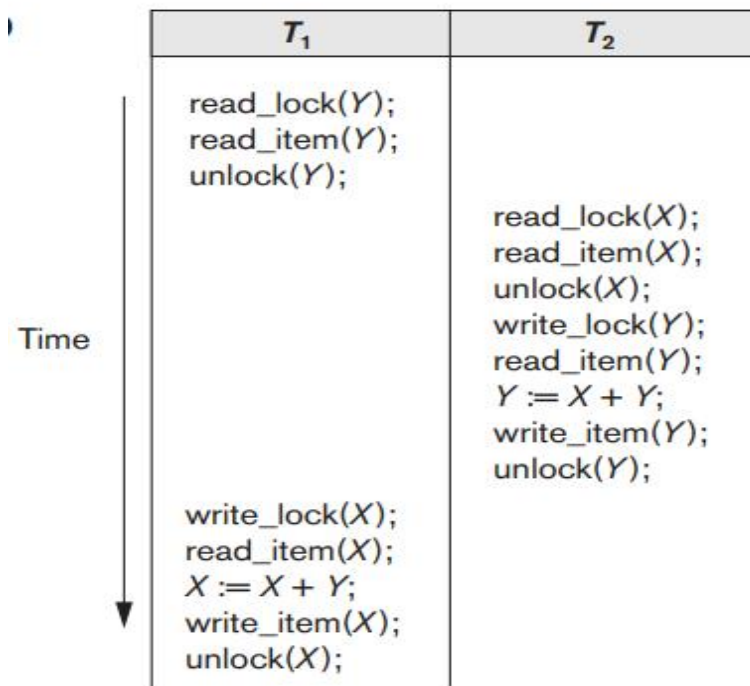 T₁
T₂
read_lock(Y);
read_item(Y);
unlock(Y);
read_lock(X);
read_item(X);
unlock(X);
write_lock(Y);
read_item(Y);
Y := X + Y;
write_item(Y);
unlock(Y);
Time
write_lock(X);
read_item(X);
X := X + Y;
write_item(X);
unlock(X);